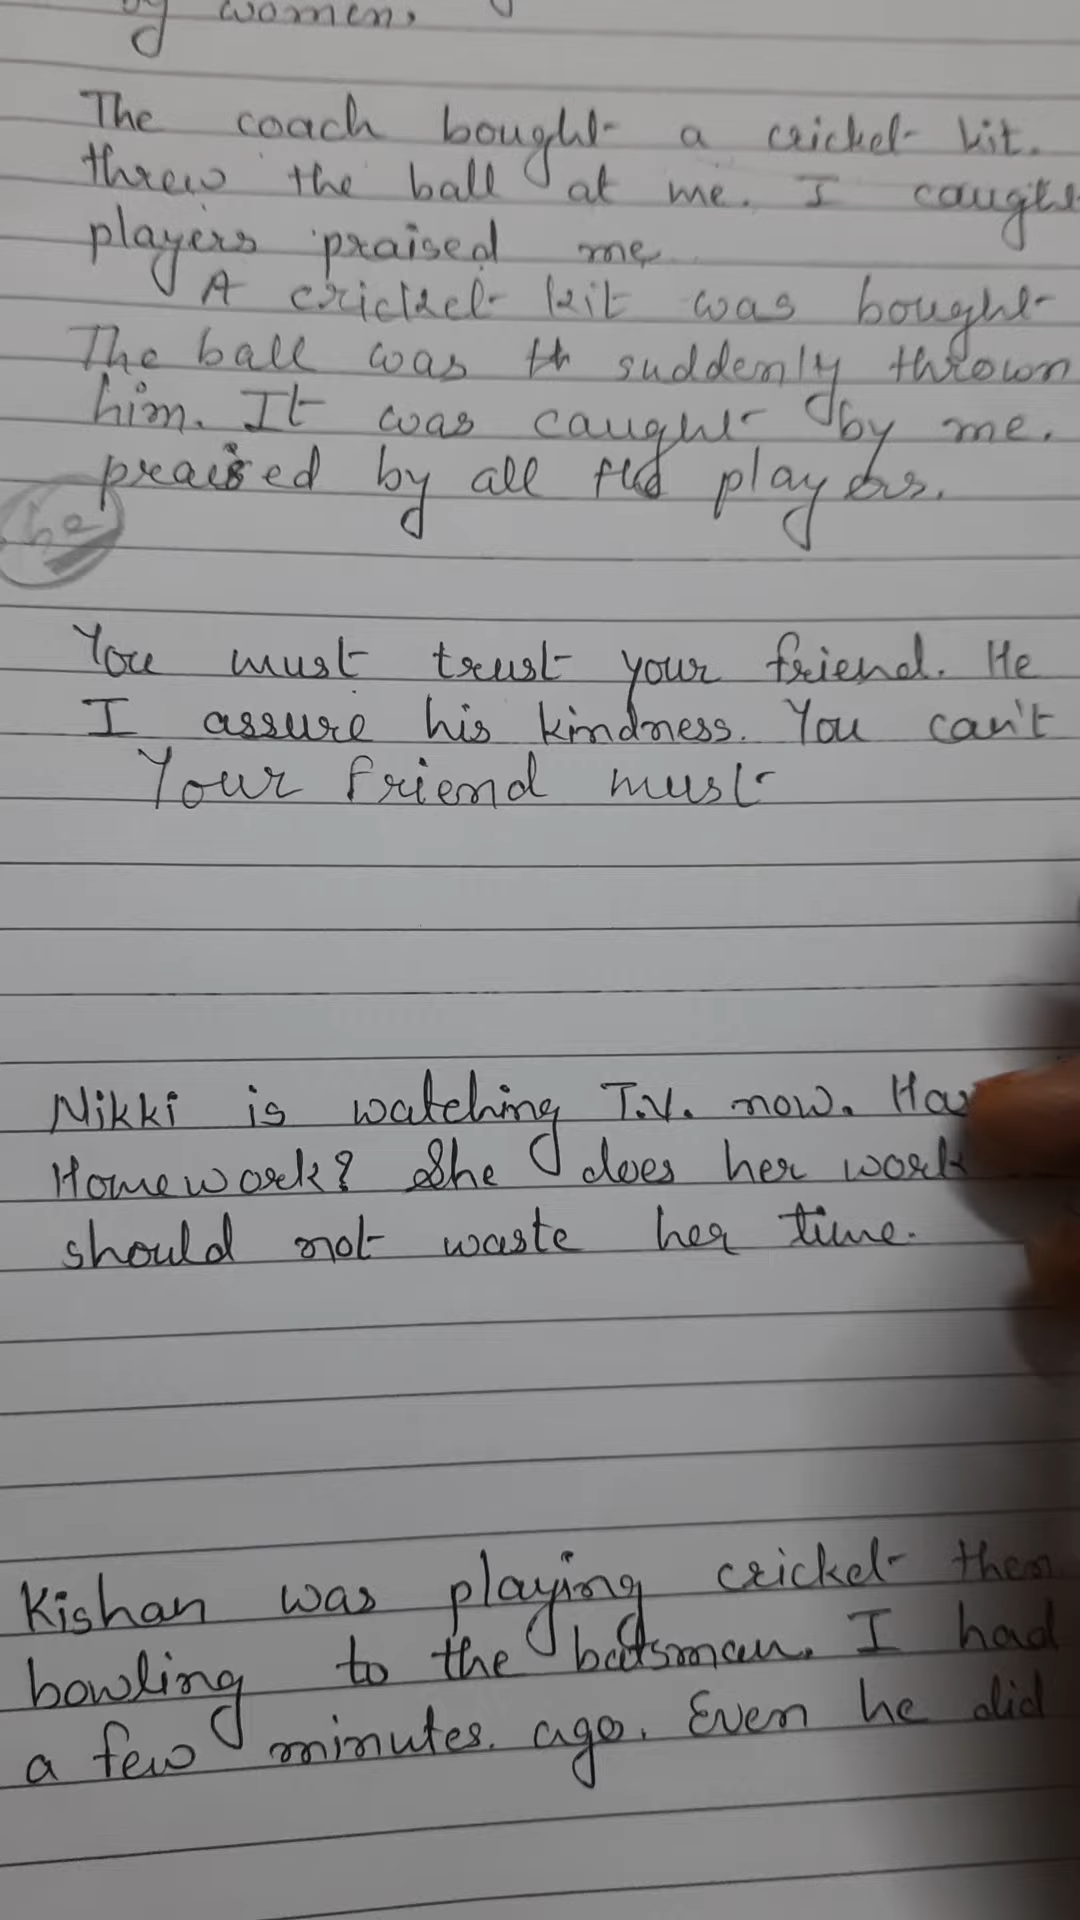 by women.
The coach bought a cricket kit.
threw the ball at me. I caught
players praised me
A cricket kit was bought
The ball was th suddenly thrown
him. It was caught by me.
praised by all the players.
You must trust your friend. He
I assure his kindness. You can't
Your friend must
Nikki is watching T.V. now. Ha
Homework? She does her work
should not waste her time.
Kishan was playing cricket then
bowling to the batsman. I had
a few minutes. ago. Even he did